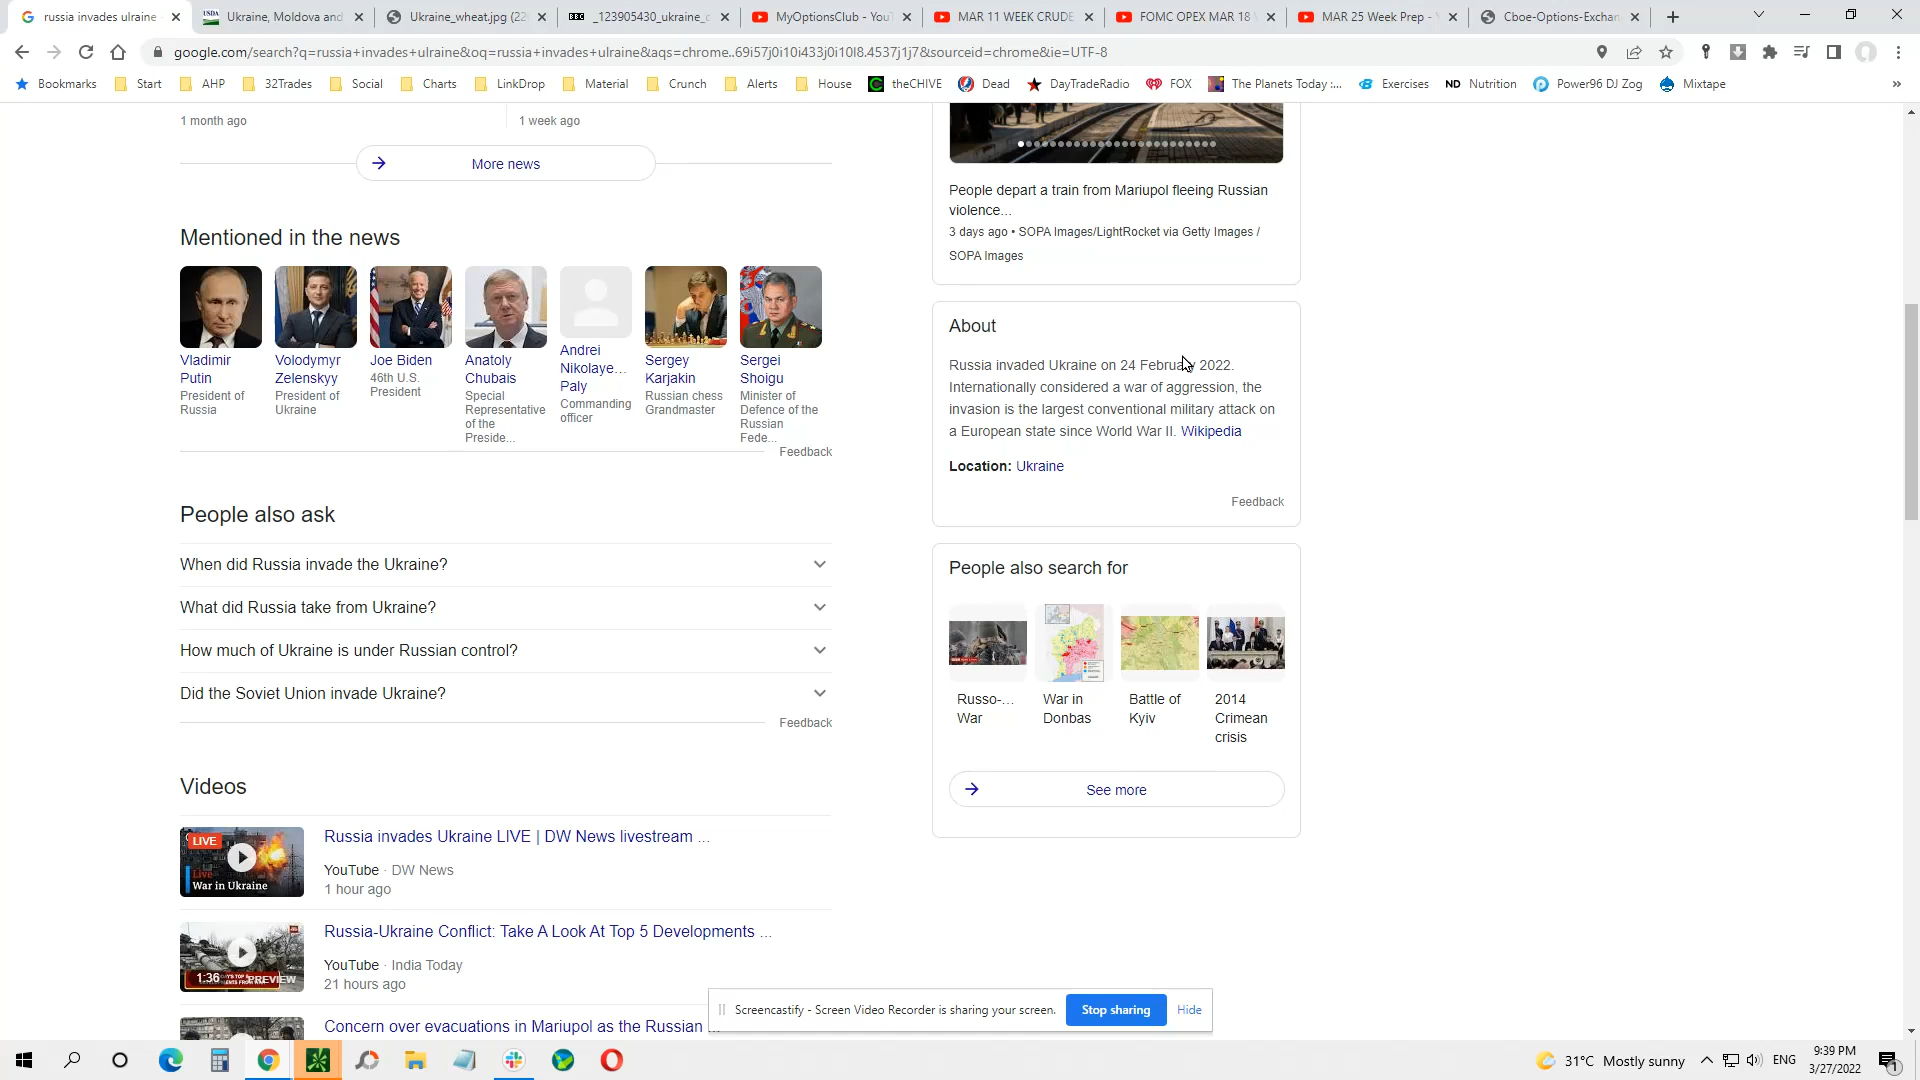 russia invades ulraine
Ukraine, Moldova and
Ukraine_wheat.jpg (22
_123905430_ukraine_c
MyOptionsClub - YouT
MAR 11 WEEK CRUDE
FOMC OPEX MAR 18
MAR 25 Week Prep -
Cboe-Options-Exchan
google.com/search?q=russia+invades+ulraine&oq=russia+invades+ulraine&aqs=chrome..69i57j0i10i433j0i10l8.4537j1j7&sourceid=chrome&ie=UTF-8
Bookmarks
Start
AHP
32Trades
Social
Charts
LinkDrop
Material
Crunch
Alerts
House
theCHIVE
Dead
DayTradeRadio
FOX
The Planets Today :...
Exercises
ND Nutrition
Power96 DJ Zog
Mixtape
»
1 month ago
1 week ago
More news
Mentioned in the news
Vladimir
Putin
President of
Russia
Volodymyr
Zelenskyy
President of
Ukraine
Joe Biden
46th U.S.
President
Anatoly
Chubais
Special
Representative
of the
Preside...
Andrei
Nikolaye...
Paly
Commanding
officer
Sergey
Karjakin
Russian chess
Grandmaster
Sergei
Shoigu
Minister of
Defence of the
Russian
Fede...
Feedback
People also ask
When did Russia invade the Ukraine?
What did Russia take from Ukraine?
How much of Ukraine is under Russian control?
Did the Soviet Union invade Ukraine?
Feedback
Videos
LIVE
Live
War in Ukraine
Russia invades Ukraine LIVE | DW News livestream ...
YouTube · DW News
1 hour ago
1:36
PREVIEW
Russia-Ukraine Conflict: Take A Look At Top 5 Developments ...
YouTube · India Today
21 hours ago
Concern over evacuations in Mariupol as the Russian
People depart a train from Mariupol fleeing Russian
violence...
3 days ago • SOPA Images/LightRocket via Getty Images /
SOPA Images
About
Russia invaded Ukraine on 24 February 2022.
Internationally considered a war of aggression, the
invasion is the largest conventional military attack on
a European state since World War II. Wikipedia
Location: Ukraine
Feedback
People also search for
Russo-...
War
War in
Donbas
Battle of
Kyiv
2014
Crimean
crisis
See more
Screencastify - Screen Video Recorder is sharing your screen.
Stop sharing
Hide
31°C Mostly sunny
ENG
9:39 PM
3/27/2022
1